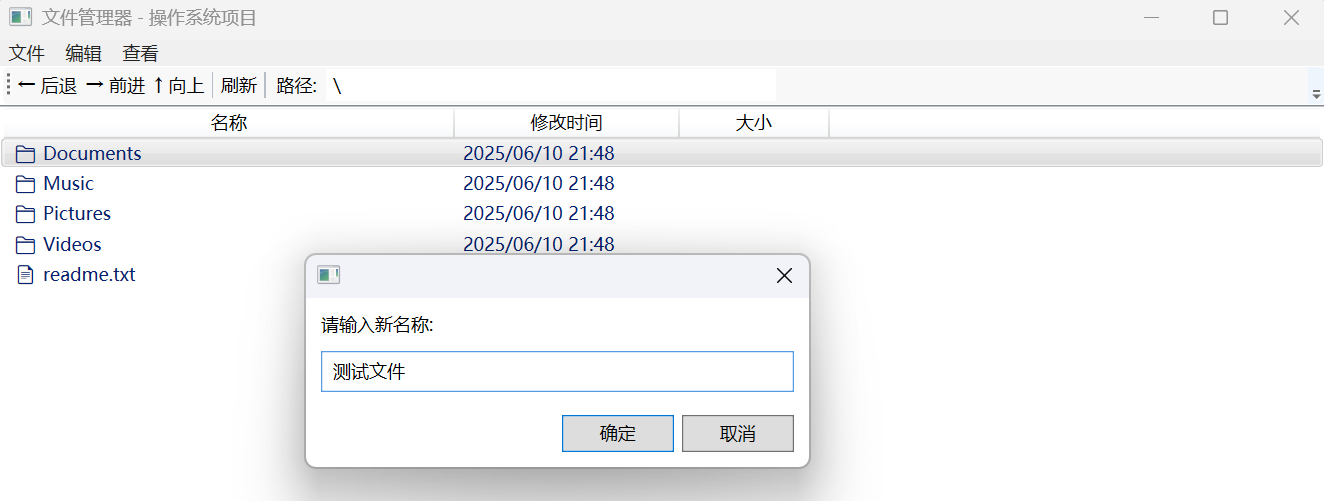 文件管理器 - 操作系统项目
文件 编辑 查看
← 后退 → 前进 ↑ 向上 刷新 路径: \
名称 修改时间 大小
Documents 2025/06/10 21:48
Music 2025/06/10 21:48
Pictures 2025/06/10 21:48
Videos 2025/06/10 21:48
readme.txt
请输入新名称:
测试文件
确定 取消